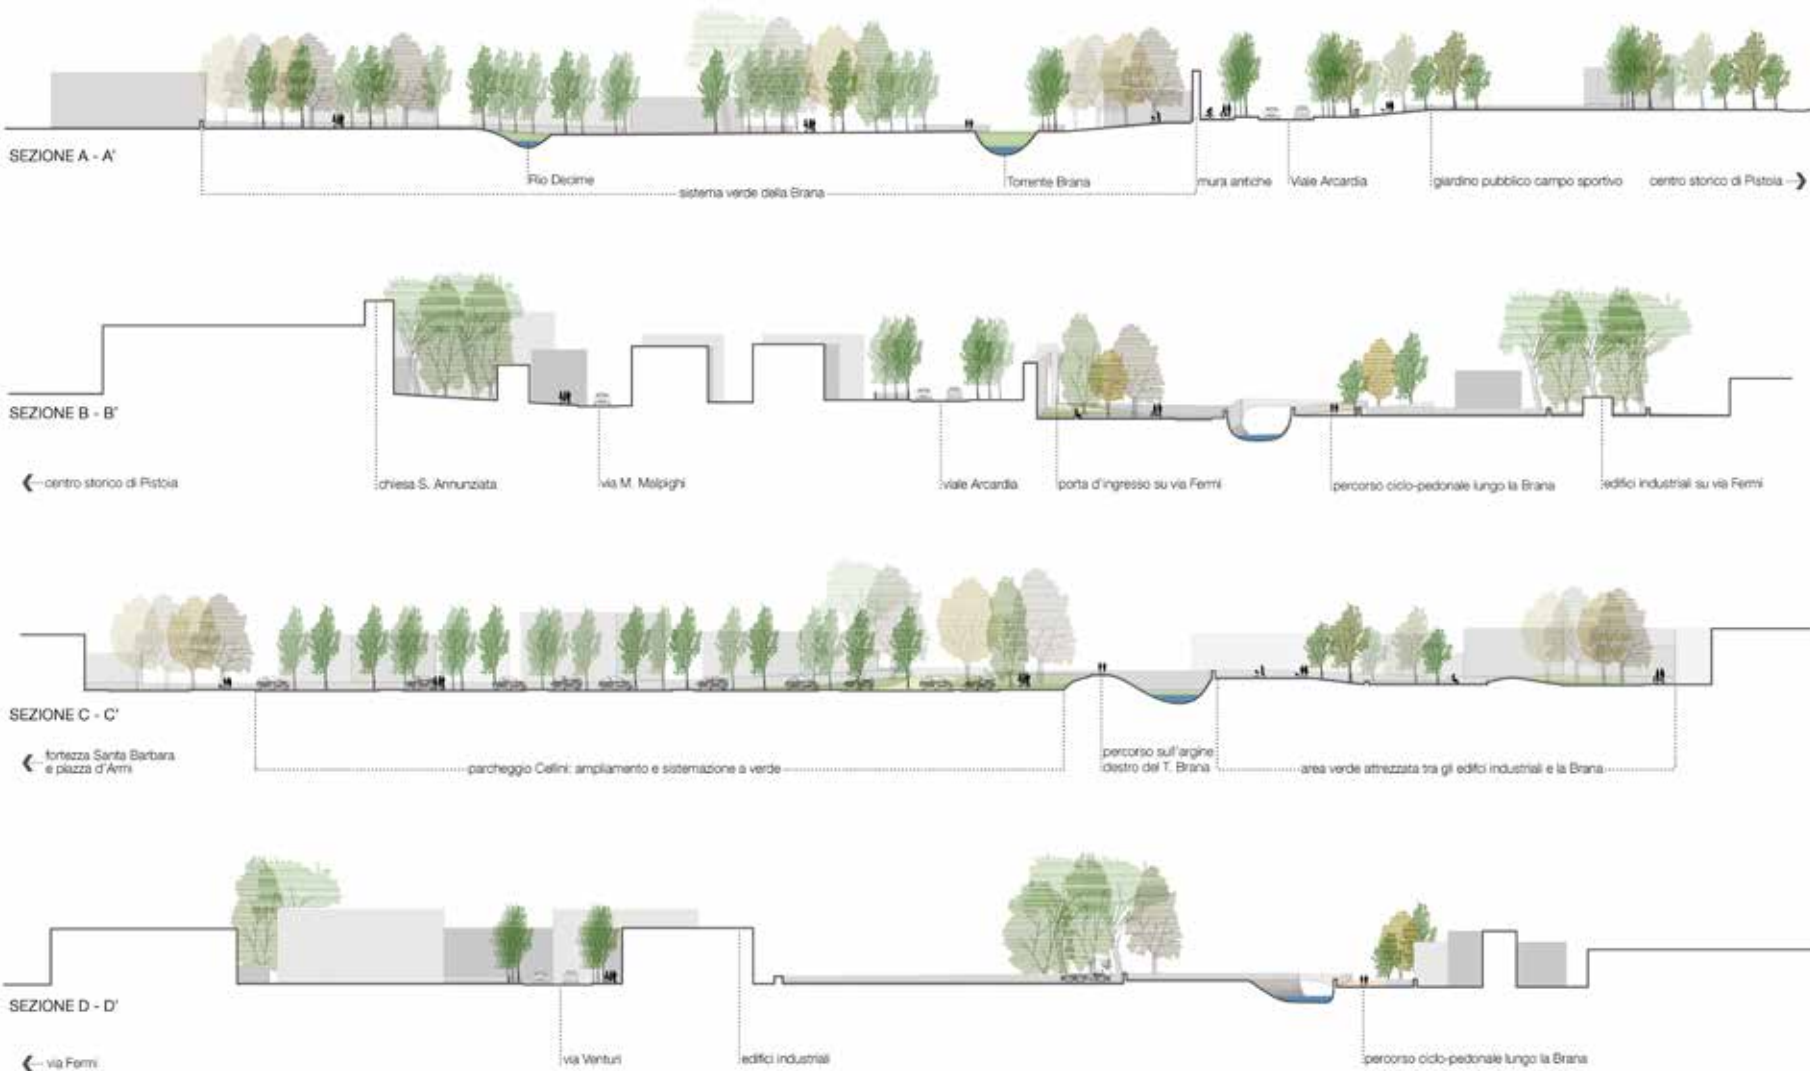 SEZIONE A - A'
Rio Decime
sistema verde della Brana
Torrente Brana
mura antiche
Viale Arcardia
giardino pubblico campo sportivo
centro storico di Pistoia
SEZIONE B - B'
centro storico di Pistoia
chiesa S. Annunziata
via M. Malpighi
viale Arcardia
porta d'ingresso su via Fermi
percorso ciclo-pedonale lungo la Brana
edifici industriali su via Fermi
SEZIONE C - C'
fortezza Santa Barbara
e piazza d'Armi
parcheggio Cellini: ampliamento e sistemazione a verde
percorso sull'argine
destro del T. Brana
area verde attrezzata tra gli edifici industriali e la Brana
SEZIONE D - D'
via Fermi
via Venturi
edifici industriali
percorso ciclo-pedonale lungo la Brana